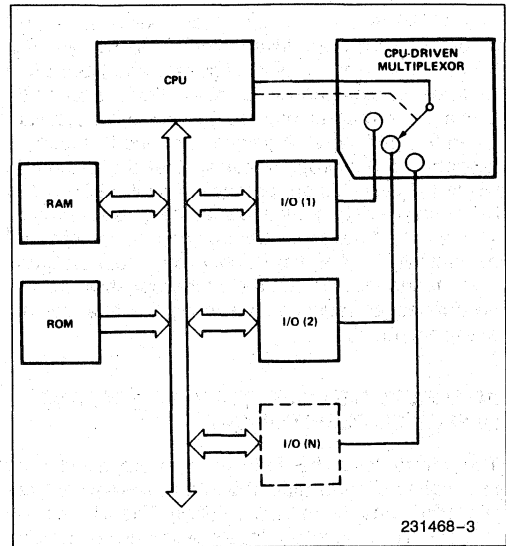 CPU-DRIVEN
MULTIPLEXOR
CPU
RAM
I/O (1)
ROM
I/O (2)
I/O (N)
231468–3